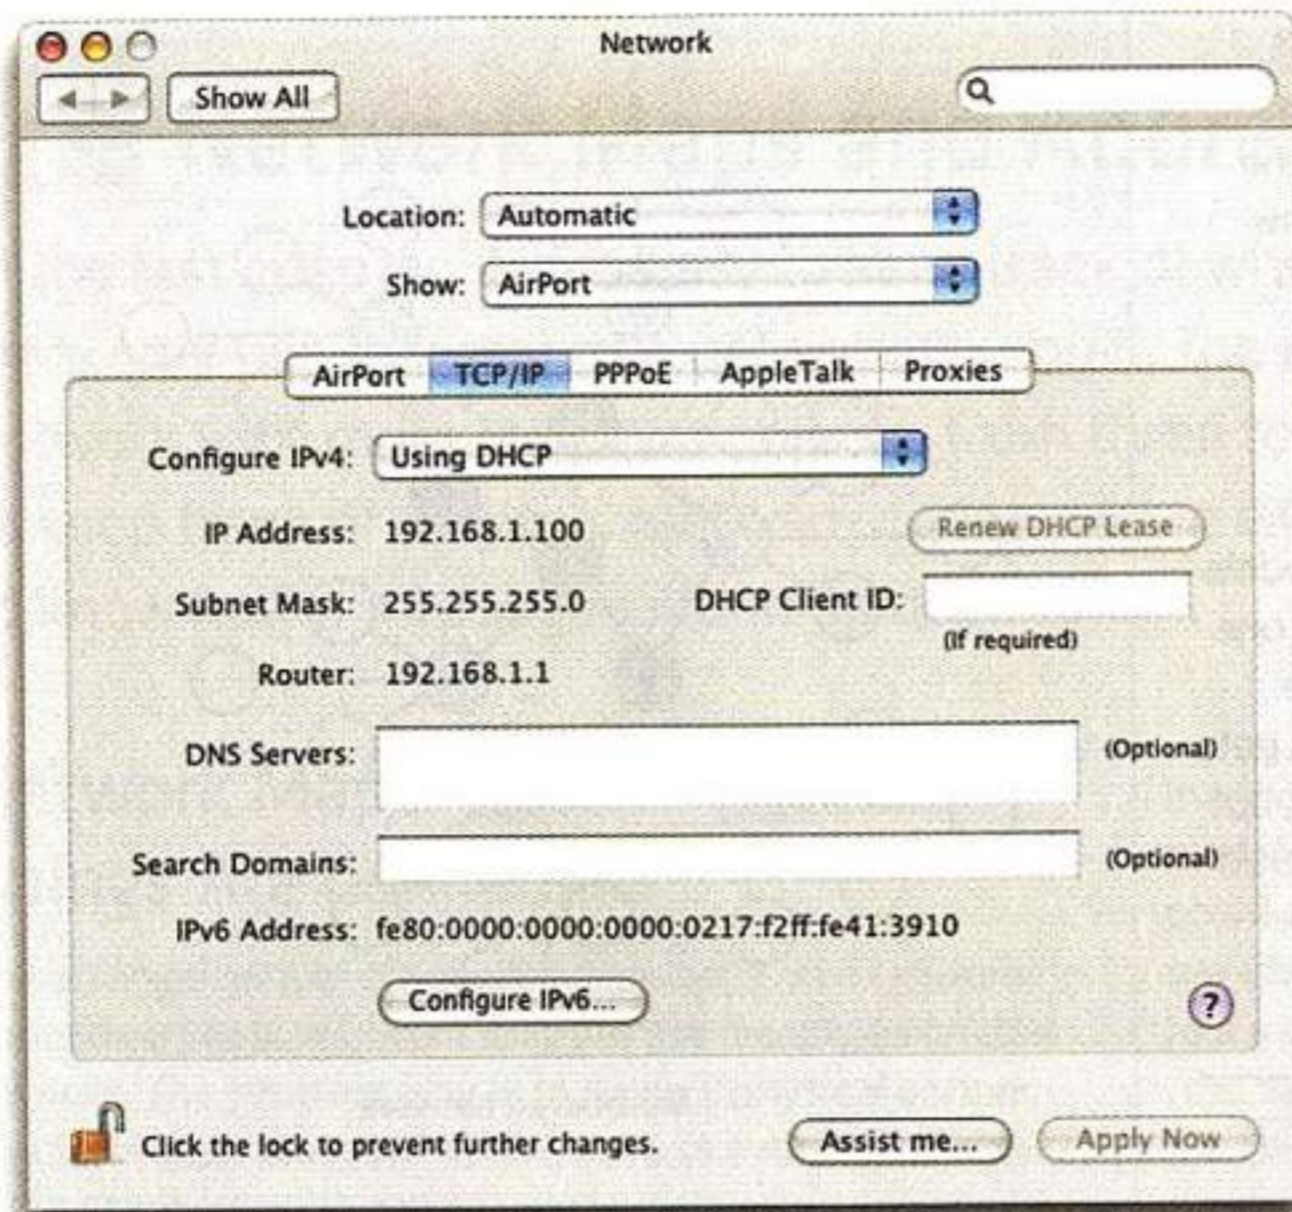 Network
Show All
Location: Automatic
Show: AirPort
AirPort TCP/IP PPPoE AppleTalk Proxies
Configure IPv4: Using DHCP
IP Address: 192.168.1.100 Renew DHCP Lease
Subnet Mask: 255.255.255.0 DHCP Client ID:
(If required)
Router: 192.168.1.1
DNS Servers: (Optional)
Search Domains: (Optional)
IPv6 Address: fe80:0000:0000:0000:0217:f2ff:fe41:3910
Configure IPv6...
?
Click the lock to prevent further changes. Assist me... Apply Now